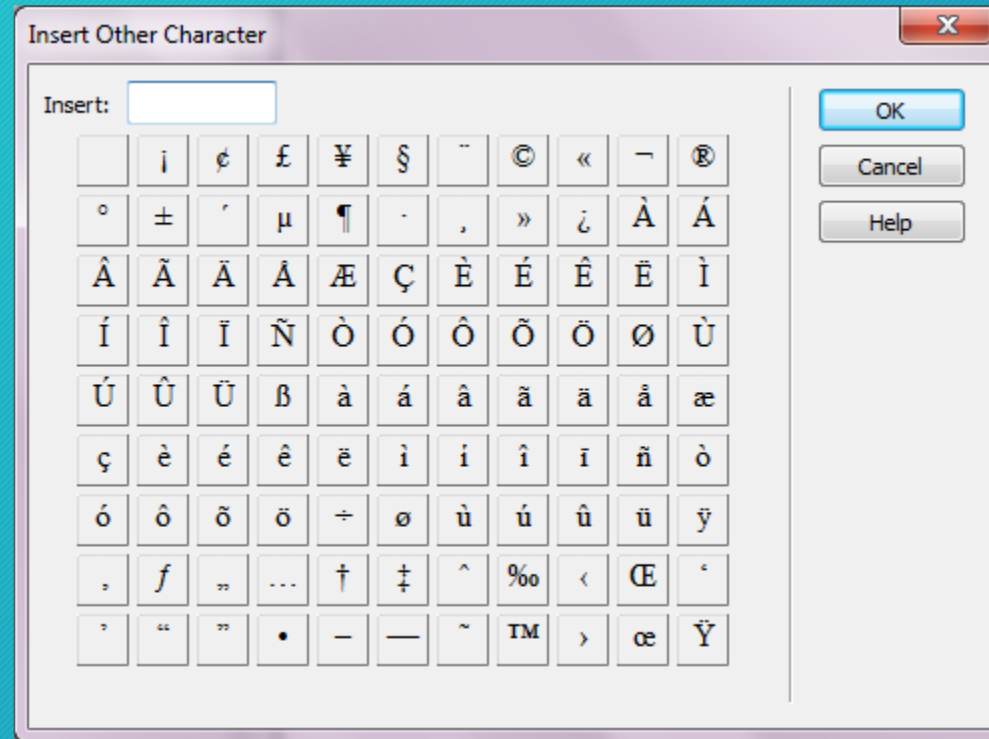 Insert Other Character
Insert:
OK
¡ ¢ £ ¥ § ¨ © « ¬ ®
Cancel
° ± ´ µ ¶ · ¸ » ¿ À Á
Help
Â Ã Ä Å Æ Ç È É Ê Ë Ì
Í Î Ï Ñ Ò Ó Ô Õ Ö Ø Ù
Ú Û Ü ß à á â ã ä å æ
ç è é ê ë ì í î ï ñ ò
ó ô õ ö ÷ ø ù ú û ü ÿ
‚ ƒ „ … † ‡ ˆ ‰ ‹ Œ ‘
’ “ ” • – — ˜ ™ › œ Ÿ